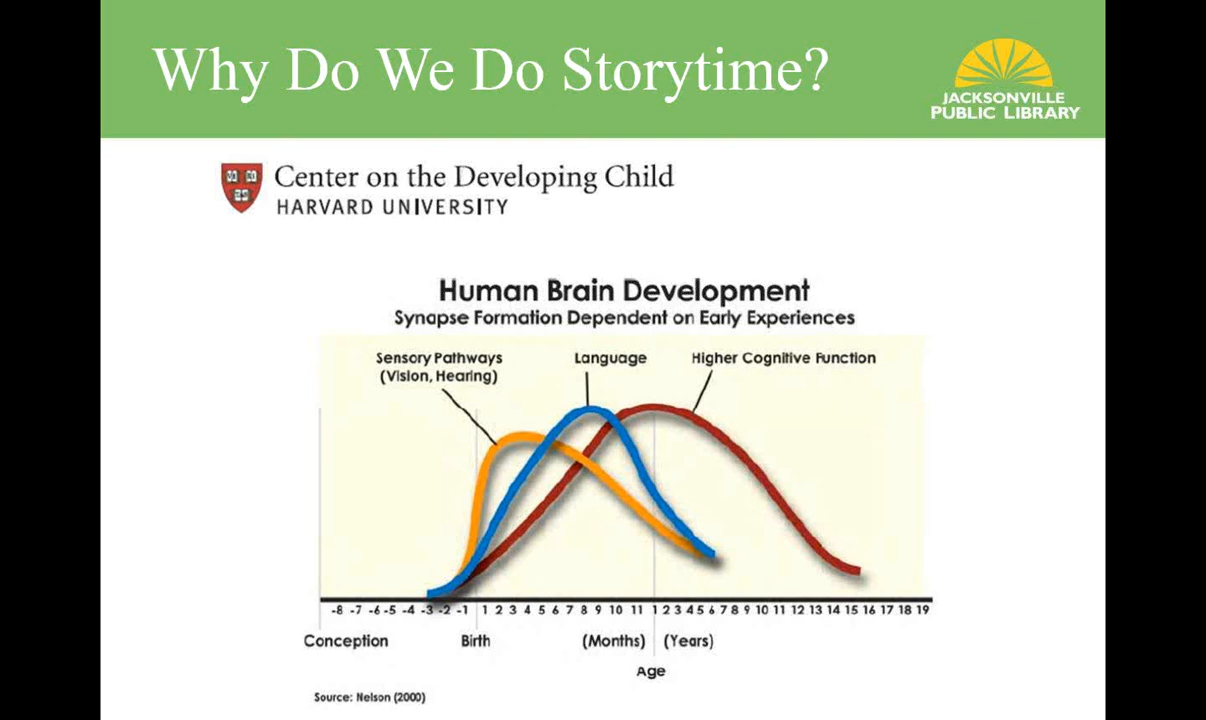 Why Do We Do Storytime?
JACKSONVILLE
PUBLIC LIBRARY
Center on the Developing Child
HARVARD UNIVERSITY
Human Brain Development
Synapse Formation Dependent on Early Experiences
Sensory Pathways
(Vision, Hearing)
Language
Higher Cognitive Function
-8 -7 -6 -5 -4 -3 -2 -1 1 2 3 4 5 6 7 8 9 10 11 1 2 3 4 5 6 7 8 9 10 11 12 13 14 15 16 17 18 19
Conception Birth (Months) (Years)
Age
Source: Nelson (2000)